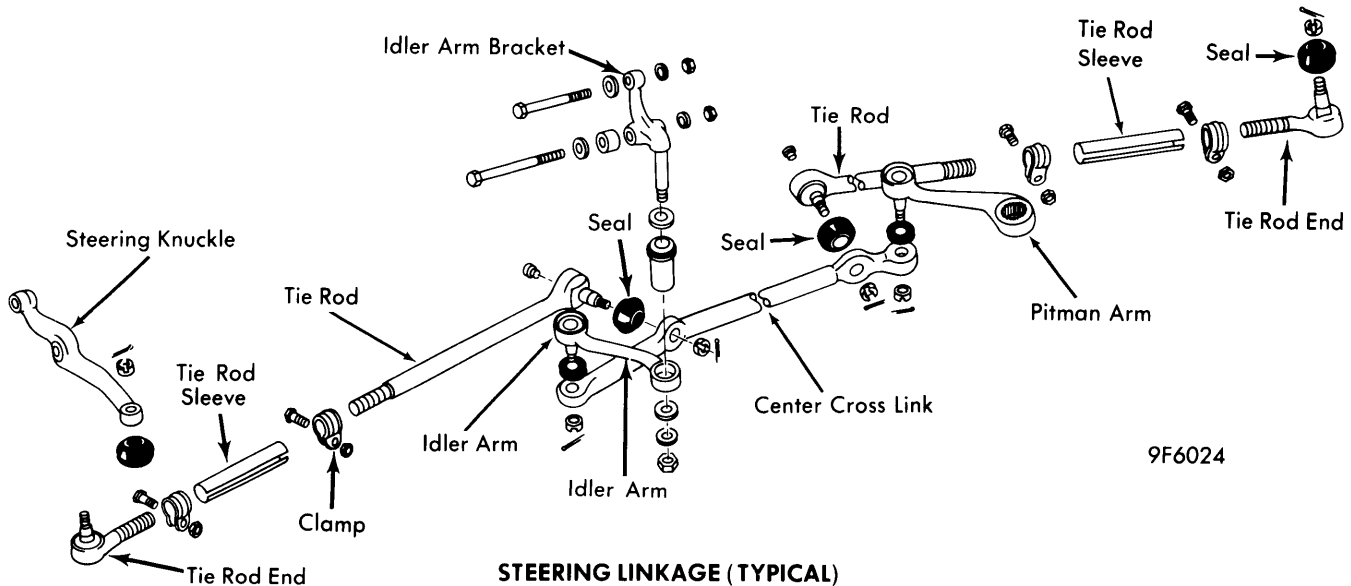 Idler Arm Bracket
Tie Rod
Sleeve
Seal
Tie Rod
Tie Rod End
Seal
Seal
Pitman Arm
Steering Knuckle
Tie Rod
Tie Rod
Sleeve
Idler Arm
Center Cross Link
Idler Arm
Clamp
Tie Rod End
9F6024
STEERING LINKAGE (TYPICAL)